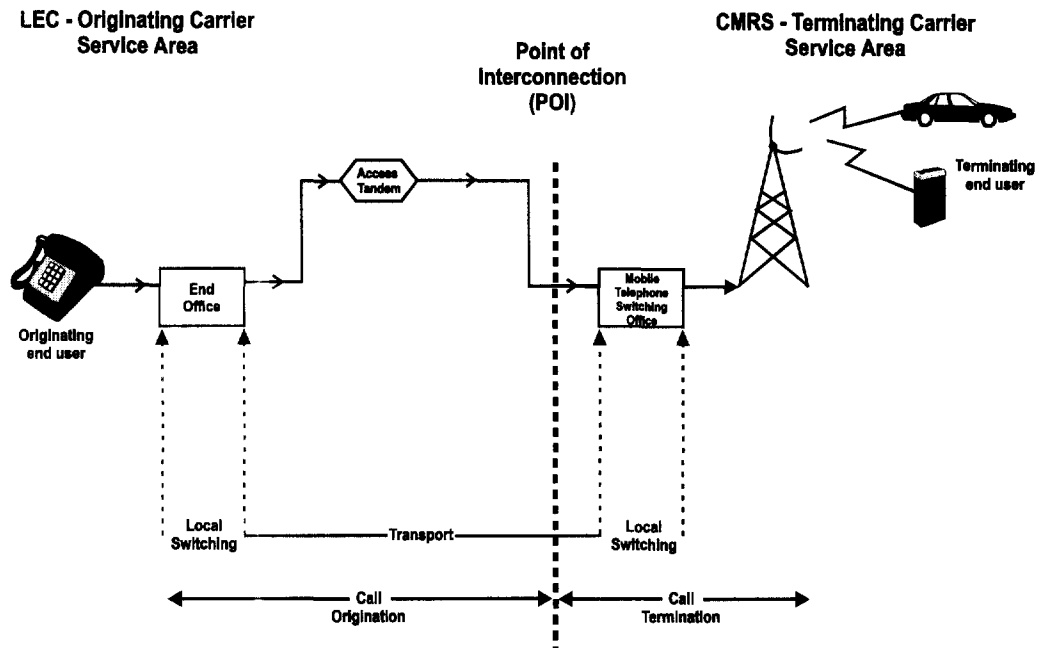 LEC - Originating Carrier
Service Area
CMRS - Terminating Carrier
Service Area
Point of
Interconnection
(POI)
Access
Tandem
Terminating
end user
End
Office
Mobile
Telephone
Switching
Office
Originating
end user
Local
Switching
Transport
Local
Switching
Call
Origination
Call
Termination